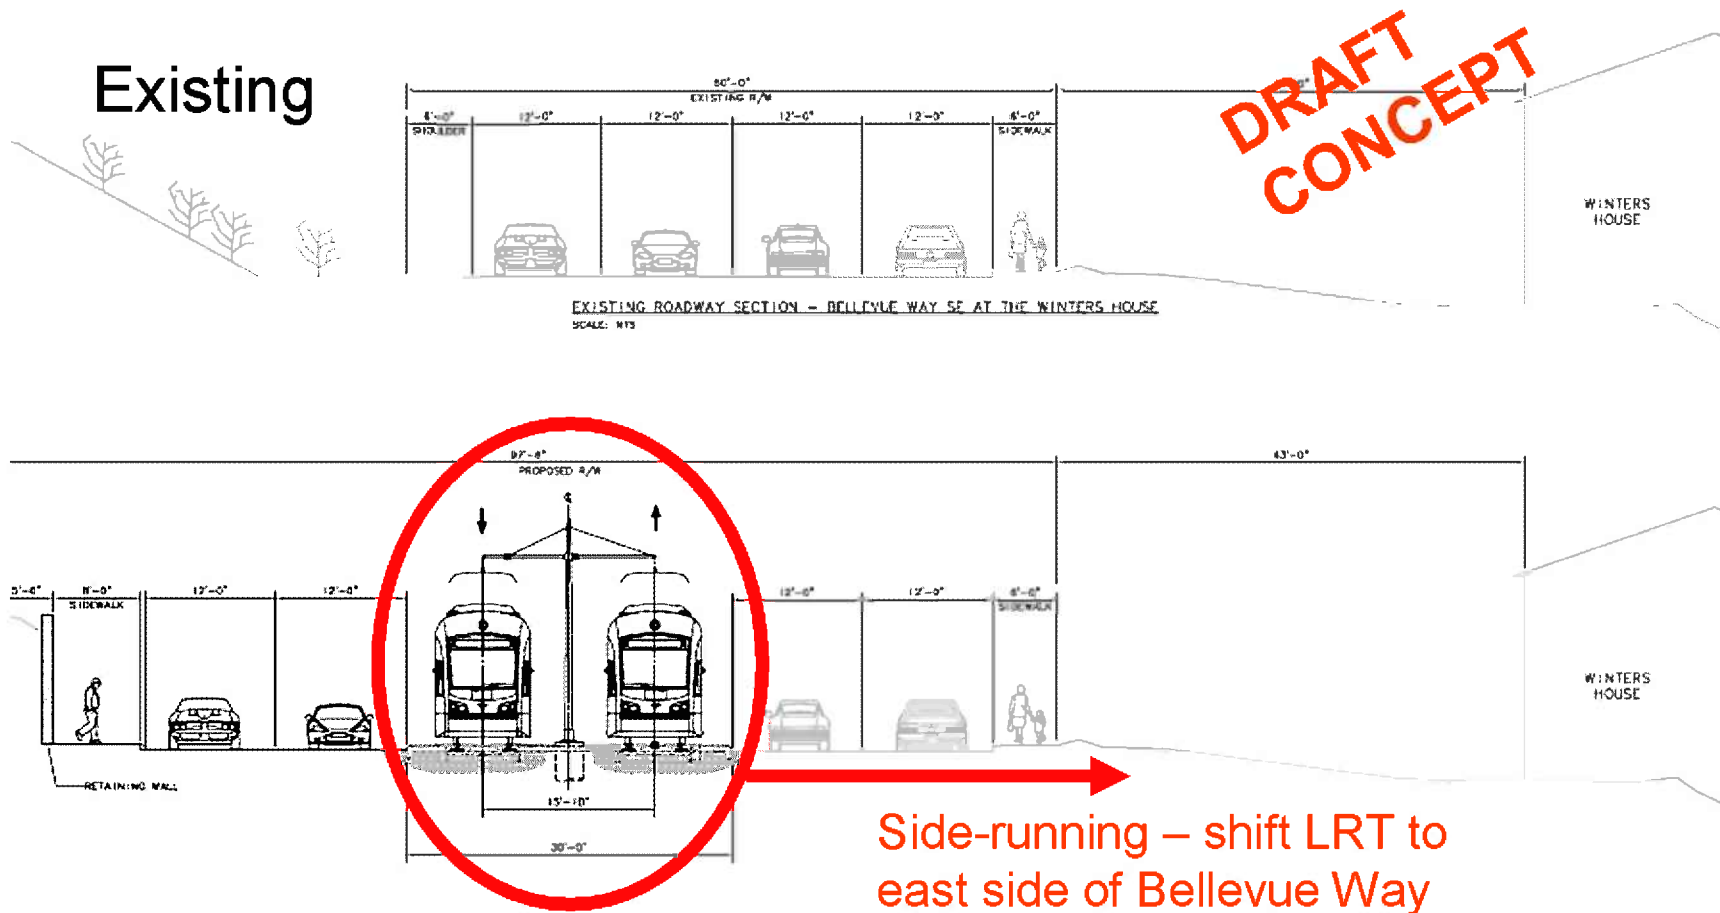 Existing
DRAFT
CONCEPT
60'-0"
EXISTING R/W
6'-0" 12'-0" 12'-0" 12'-0" 12'-0" 6'-0"
SHOULDER SIDEWALK
WINTERS
HOUSE
EXISTING ROADWAY SECTION – BELLEVUE WAY SE AT THE WINTERS HOUSE
SCALE: NTS
97'-8" 43'-0"
PROPOSED R/W
8'-0" 12'-0" 12'-0" 12'-0" 12'-0" 6'-0"
SIDEWALK SIDEWALK
WINTERS
HOUSE
RETAINING WALL
15'-10"
30'-0"
Side-running – shift LRT to
east side of Bellevue Way